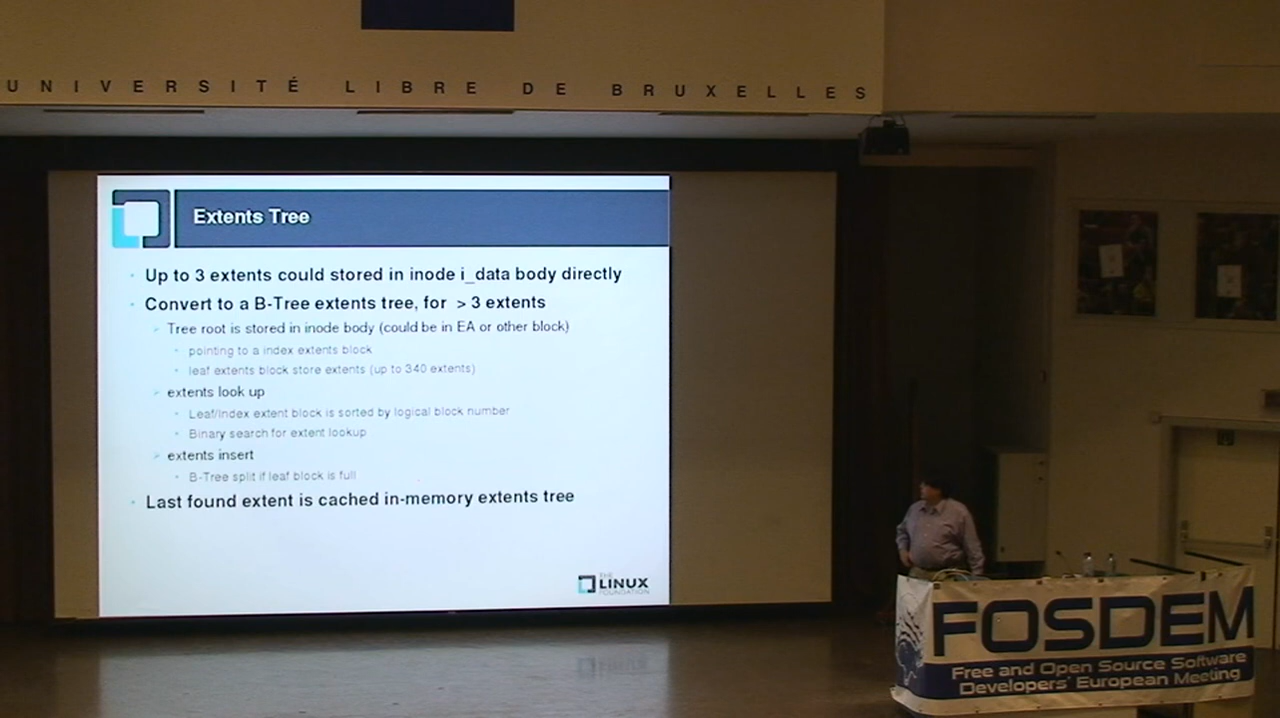 UNIVERSITÉ LIBRE DE BRUXELLES
Extents Tree
Up to 3 extents could stored in inode i_data body directly
Convert to a B-Tree extents tree, for > 3 extents
Tree root is stored in inode body (could be in EA or other block)
pointing to a index extents block
leaf extents block store extents (up to 340 extents)
extents look up
Leaf/Index extent block is sorted by logical block number
Binary search for extent lookup
extents insert
B-Tree split if leaf block is full
Last found extent is cached in-memory extents tree
THE
LINUX
FOUNDATION
FOSDEM
Free and Open Source Software
Developers' European Meeting